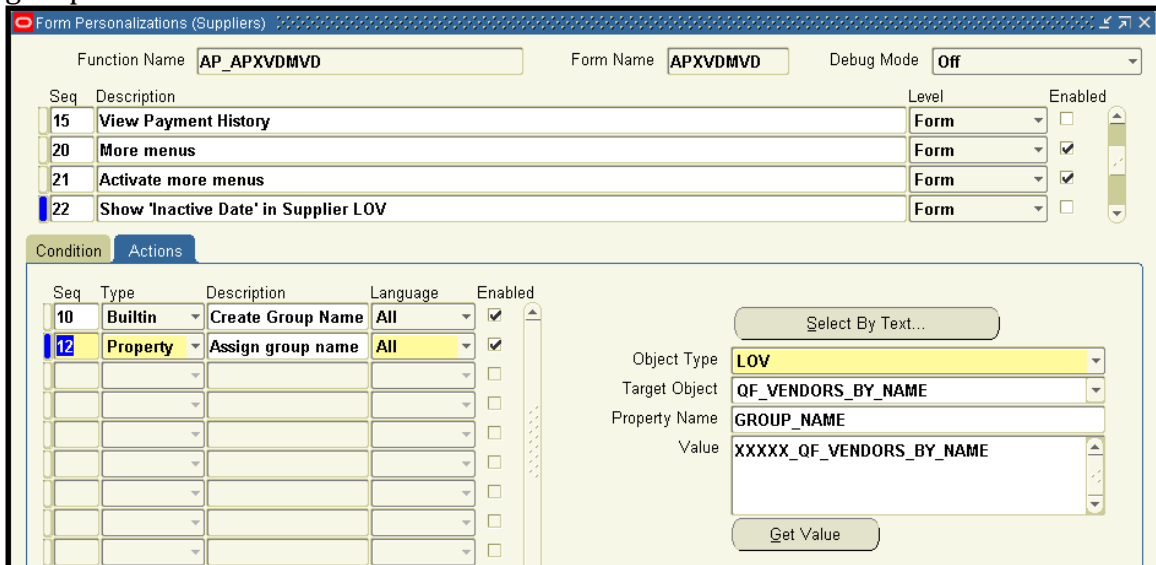 Form Personalizations (Suppliers)
Function Name AP_APXVDMVD Form Name APXVDMVD Debug Mode Off
Seq Description Level Enabled
15 View Payment History Form
20 More menus Form
21 Activate more menus Form
22 Show 'Inactive Date' in Supplier LOV Form
Condition Actions
Seq Type Description Language Enabled
10 Builtin Create Group Name All
12 Property Assign group name All
Select By Text...
Object Type LOV
Target Object QF_VENDORS_BY_NAME
Property Name GROUP_NAME
Value XXXXX_QF_VENDORS_BY_NAME
Get Value